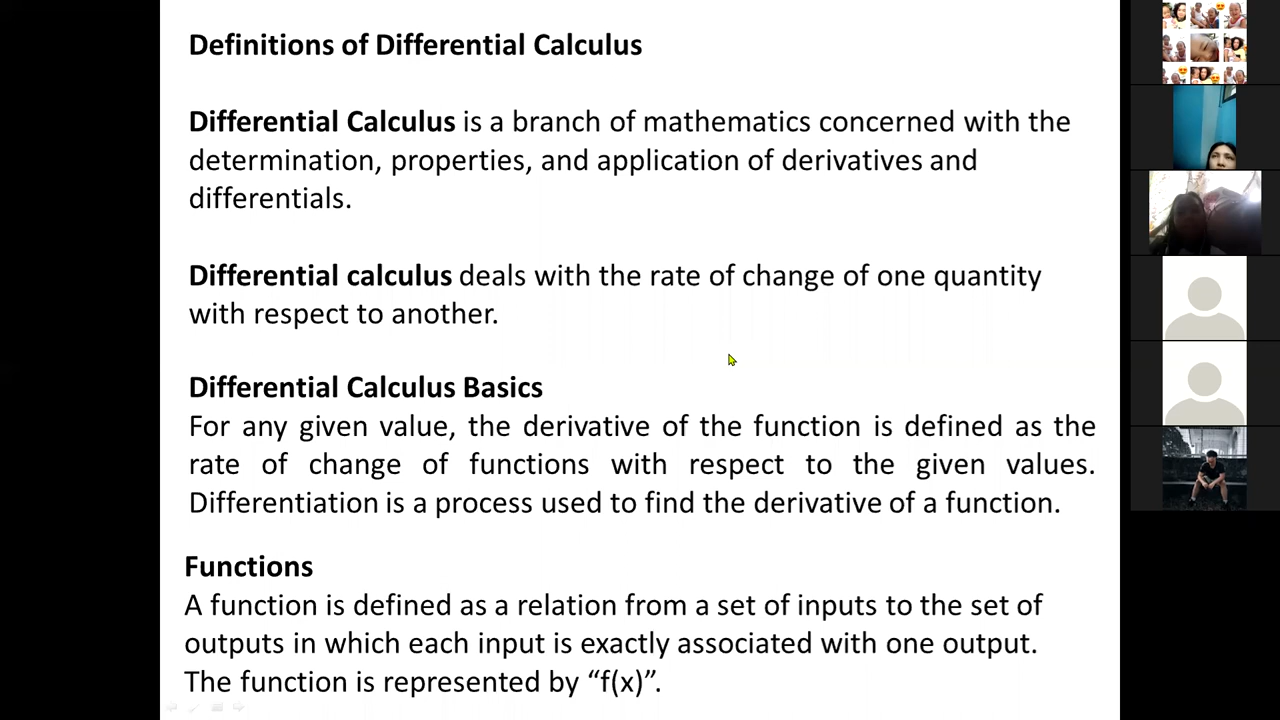 Definitions of Differential Calculus
Differential Calculus is a branch of mathematics concerned with the
determination, properties, and application of derivatives and
differentials.
Differential calculus deals with the rate of change of one quantity
with respect to another.
Differential Calculus Basics
For any given value, the derivative of the function is defined as the
rate of change of functions with respect to the given values.
Differentiation is a process used to find the derivative of a function.
Functions
A function is defined as a relation from a set of inputs to the set of
outputs in which each input is exactly associated with one output.
The function is represented by “f(x)”.